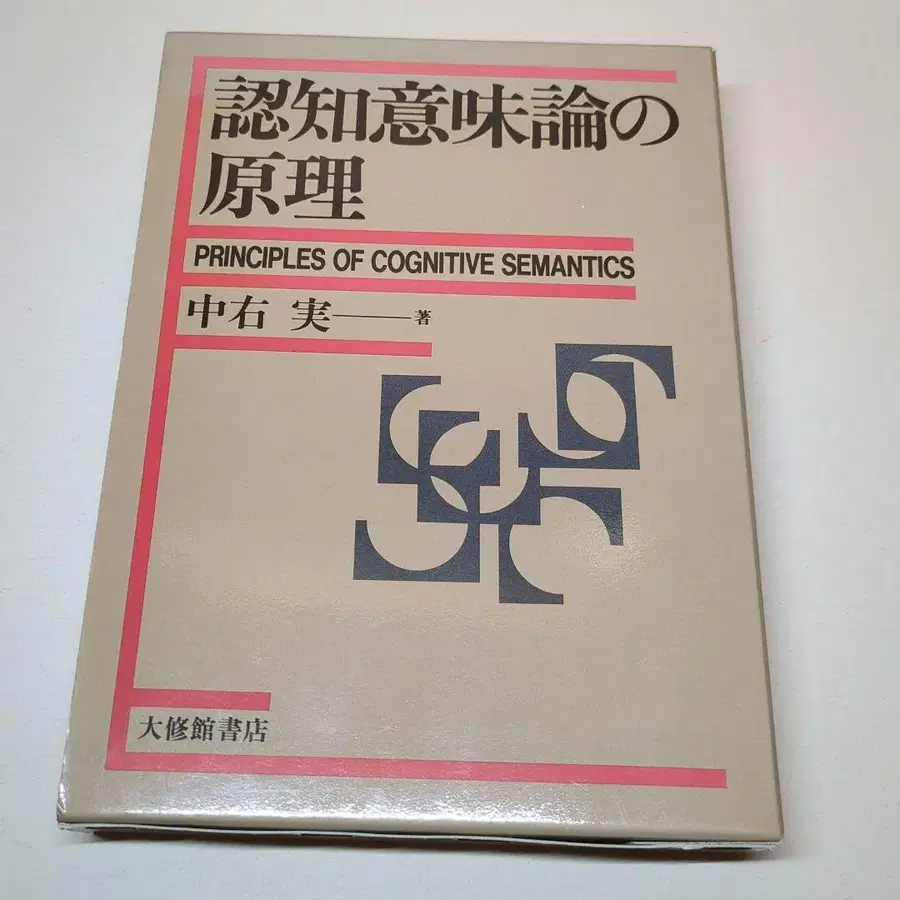 認知意味論の
原理
PRINCIPLES OF COGNITIVE SEMANTICS
中右 実――著
大修館書店